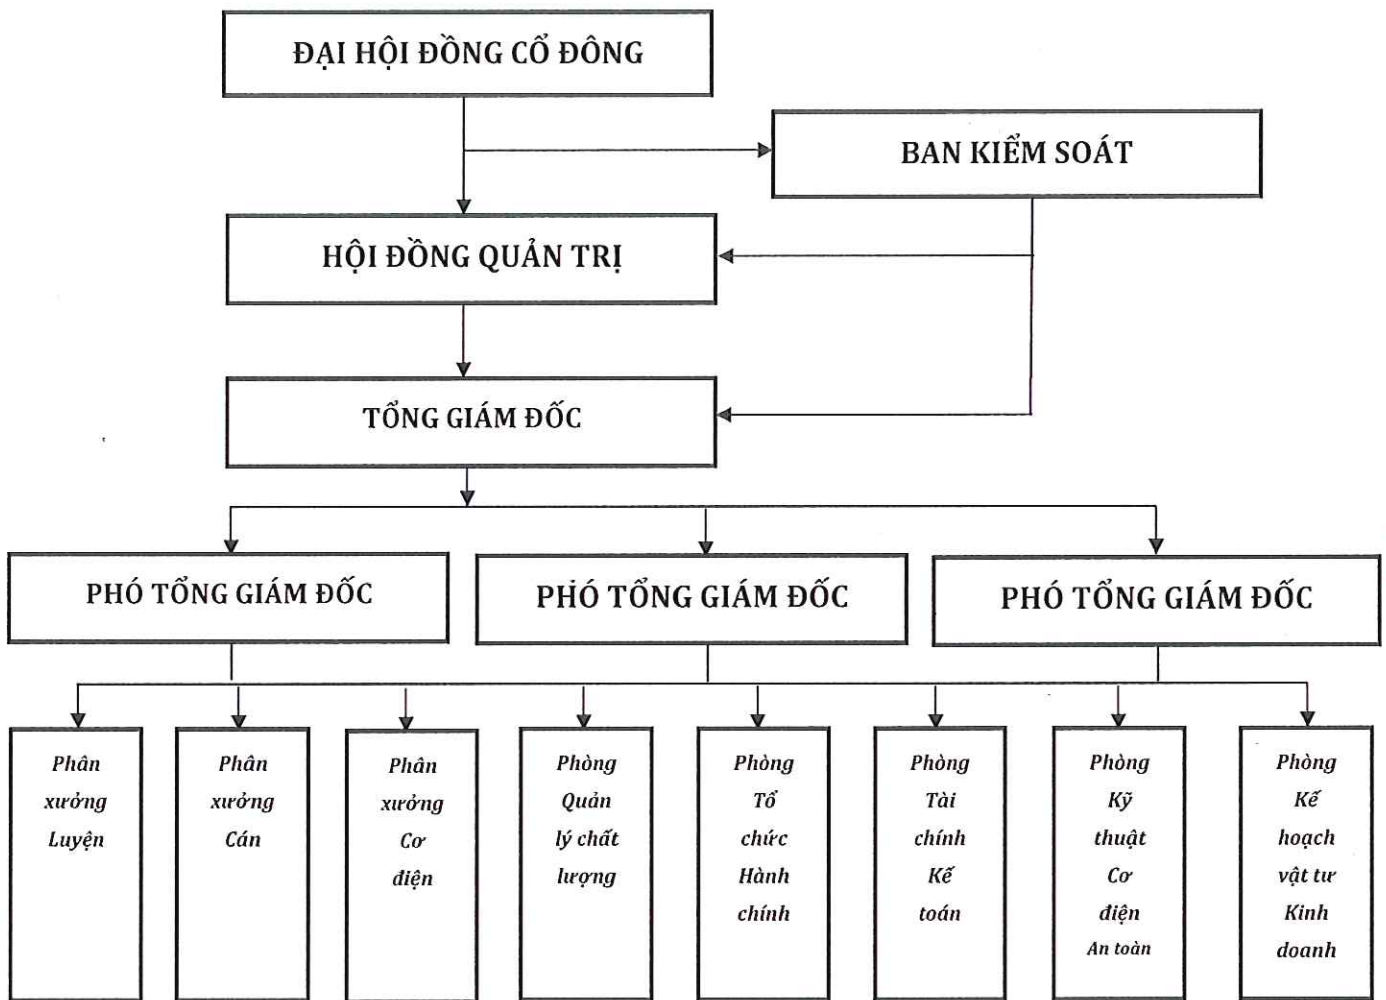 ĐẠI HỘI ĐỒNG CỔ ĐÔNG
BAN KIỂM SOÁT
HỘI ĐỒNG QUẢN TRỊ
TỔNG GIÁM ĐỐC
PHÓ TỔNG GIÁM ĐỐC
PHÓ TỔNG GIÁM ĐỐC
PHÓ TỔNG GIÁM ĐỐC
Phân
xưởng
Luyện
Phân
xưởng
Cán
Phân
xưởng
Cơ
điện
Phòng
Quản
lý chất
lượng
Phòng
Tổ
chức
Hành
chính
Phòng
Tài
chính
Kế
toán
Phòng
Kỹ
thuật
Cơ
điện
An toàn
Phòng
Kế
hoạch
vật tư
Kinh
doanh